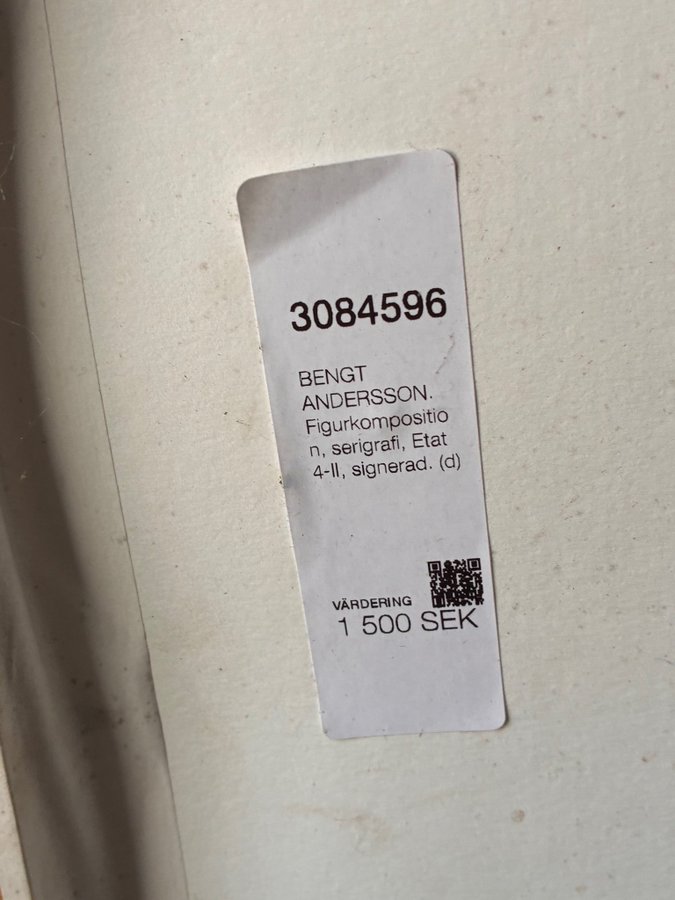 3084596
BENGT
ANDERSSON.
Figurkompositio
n, serigrafi, Etat
4-II, signerad. (d)
VÄRDERING
1 500 SEK